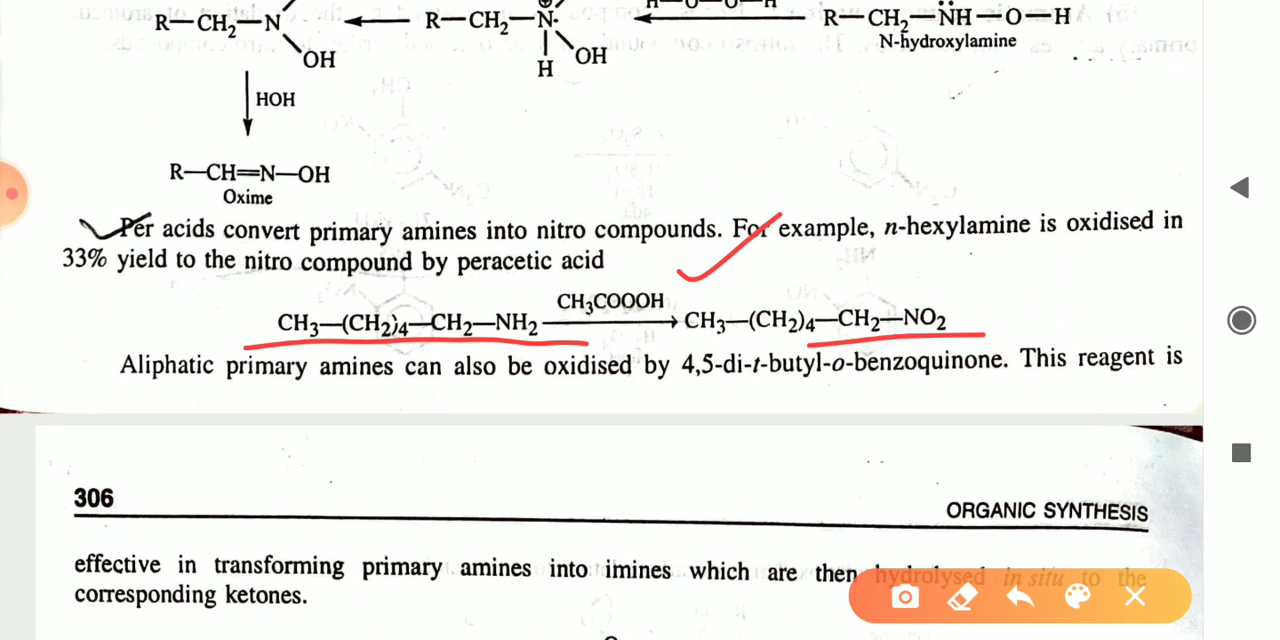 R—CH2—N ← R—CH2—N· ← R—CH2—NH—O—H
OH
OH
N-hydroxylamine
H
HOH
R—CH=N—OH
Oxime
Per acids convert primary amines into nitro compounds. For example, n-hexylamine is oxidised in
33% yield to the nitro compound by peracetic acid
CH3COOOH
CH3—(CH2)4—CH2—NH2 → CH3—(CH2)4—CH2—NO2
Aliphatic primary amines can also be oxidised by 4,5-di-t-butyl-o-benzoquinone. This reagent is
306
ORGANIC SYNTHESIS
effective in transforming primary amines into imines which are then hydrolysed in situ to the
corresponding ketones.